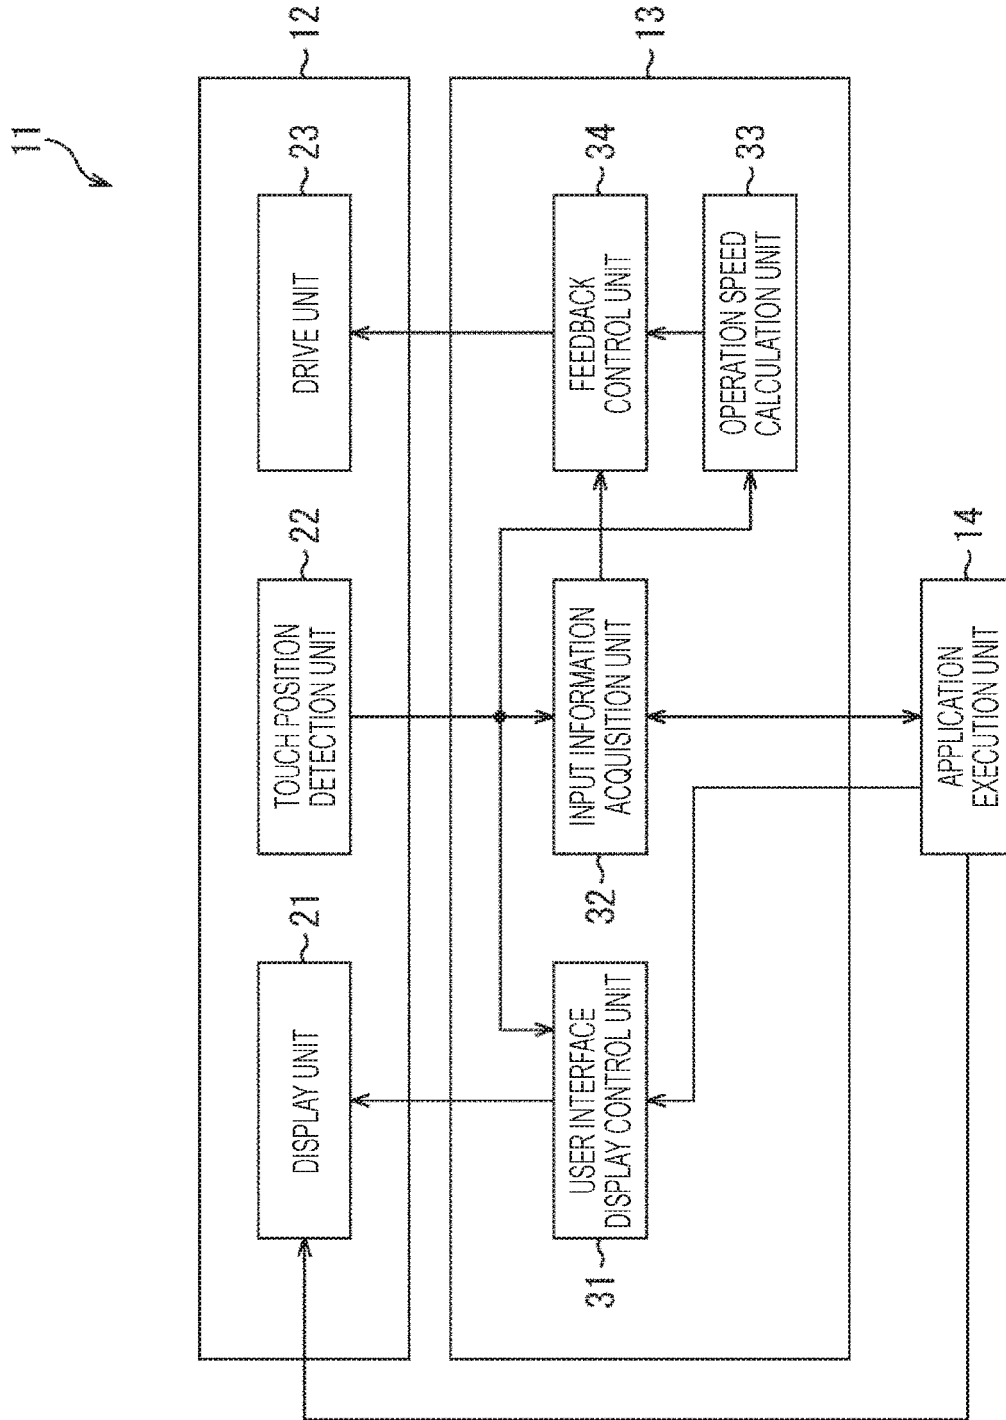 11
12
21
DISPLAY UNIT
22
TOUCH POSITION
DETECTION UNIT
23
DRIVE UNIT
13
31
USER INTERFACE
DISPLAY CONTROL UNIT
32
INPUT INFORMATION
ACQUISITION UNIT
34
FEEDBACK
CONTROL UNIT
33
OPERATION SPEED
CALCULATION UNIT
14
APPLICATION
EXECUTION UNIT